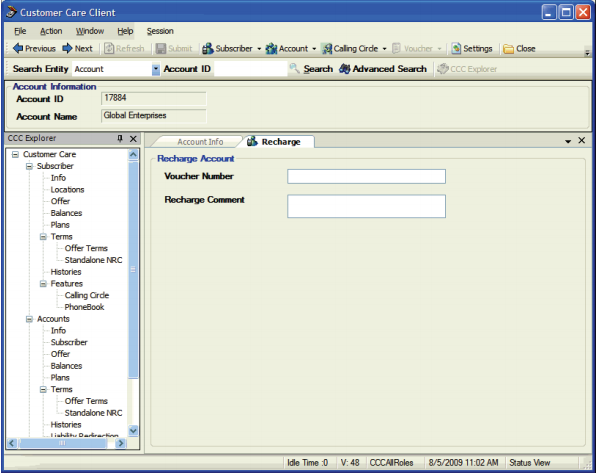 Customer Care Client
File Action Window Help Session
Previous Next Refresh Submit Subscriber Account Calling Circle Voucher Settings Close
Search Entity Account Account ID Search Advanced Search CCC Explorer
Account Information
Account ID 17884
Account Name Global Enterprises
CCC Explorer
Account Info Recharge
Customer Care
Subscriber
Info
Locations
Offer
Balances
Plans
Terms
Offer Terms
Standalone NRC
Histories
Features
Calling Circle
PhoneBook
Accounts
Info
Subscriber
Offer
Balances
Plans
Terms
Offer Terms
Standalone NRC
Histories
Liability Redirection
Recharge Account
Voucher Number
Recharge Comment
Idle Time :0 V: 48 CCCAllRoles 8/5/2009 11:02 AM Status View